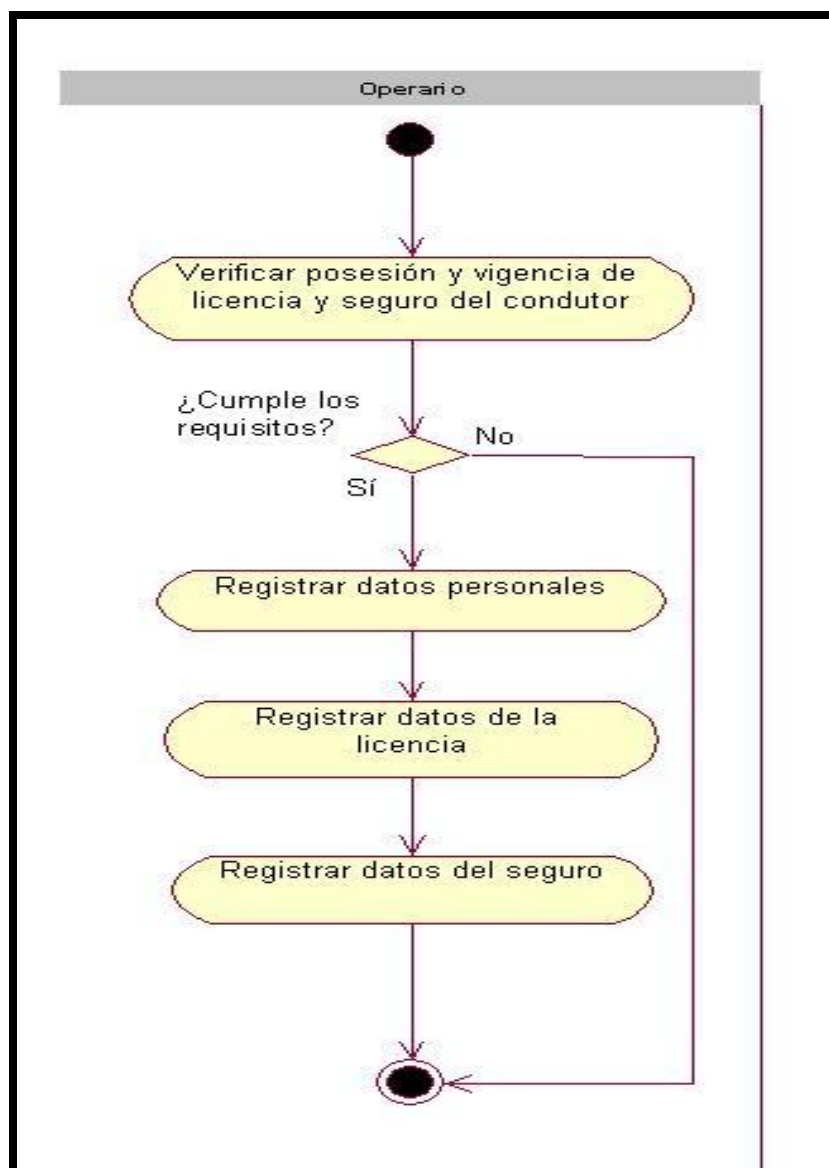 Operario
Verificar posesión y vigencia de
licencia y seguro del condutor
¿Cumple los
requisitos?
No
Sí
Registrar datos personales
Registrar datos de la
licencia
Registrar datos del seguro